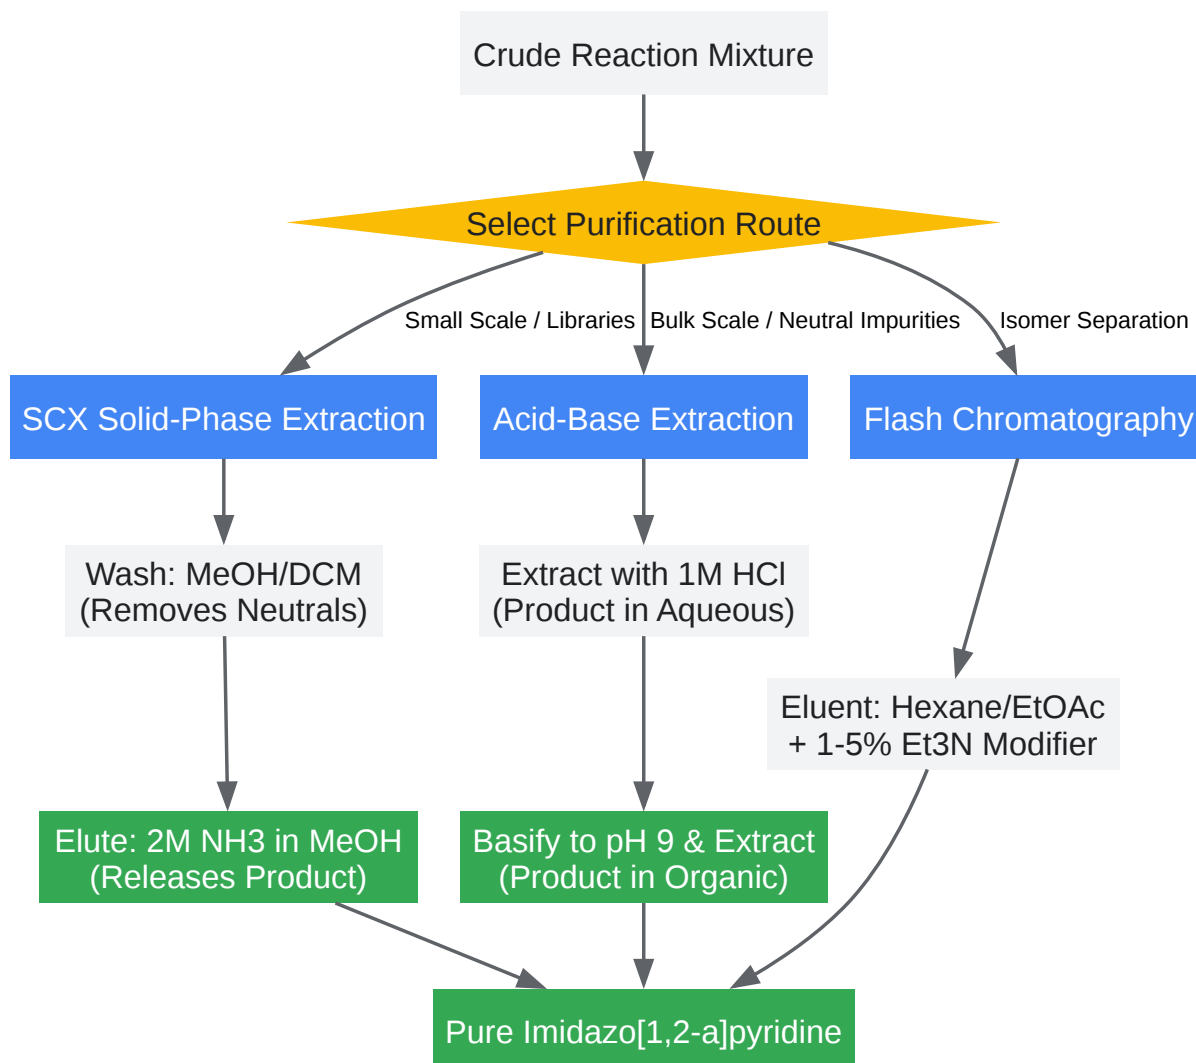 Crude Reaction Mixture
Select Purification Route
Small Scale / Libraries
Bulk Scale / Neutral Impurities
Isomer Separation
SCX Solid-Phase Extraction
Acid-Base Extraction
Flash Chromatography
Wash: MeOH/DCM
(Removes Neutrals)
Extract with 1M HCl
(Product in Aqueous)
Eluent: Hexane/EtOAc
+ 1-5% Et3N Modifier
Elute: 2M NH3 in MeOH
(Releases Product)
Basify to pH 9 & Extract
(Product in Organic)
Pure Imidazo[1,2-a]pyridine